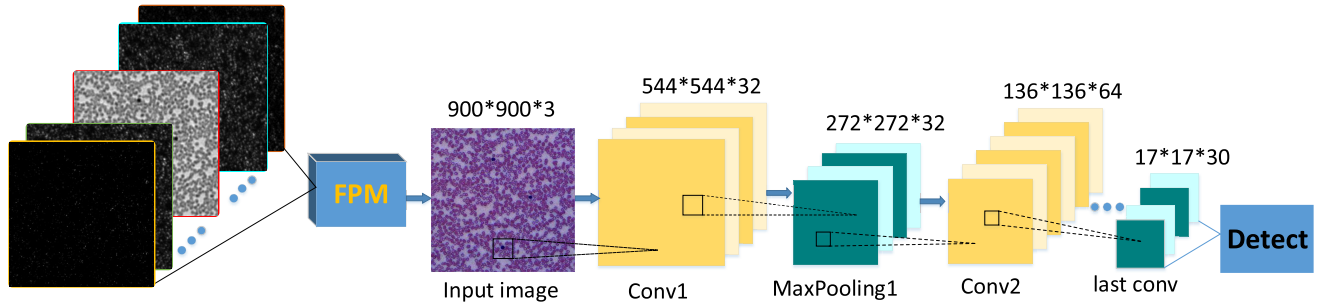 FPM
900*900*3
Input image
544*544*32
Conv1
272*272*32
MaxPooling1
136*136*64
Conv2
17*17*30
last conv
Detect